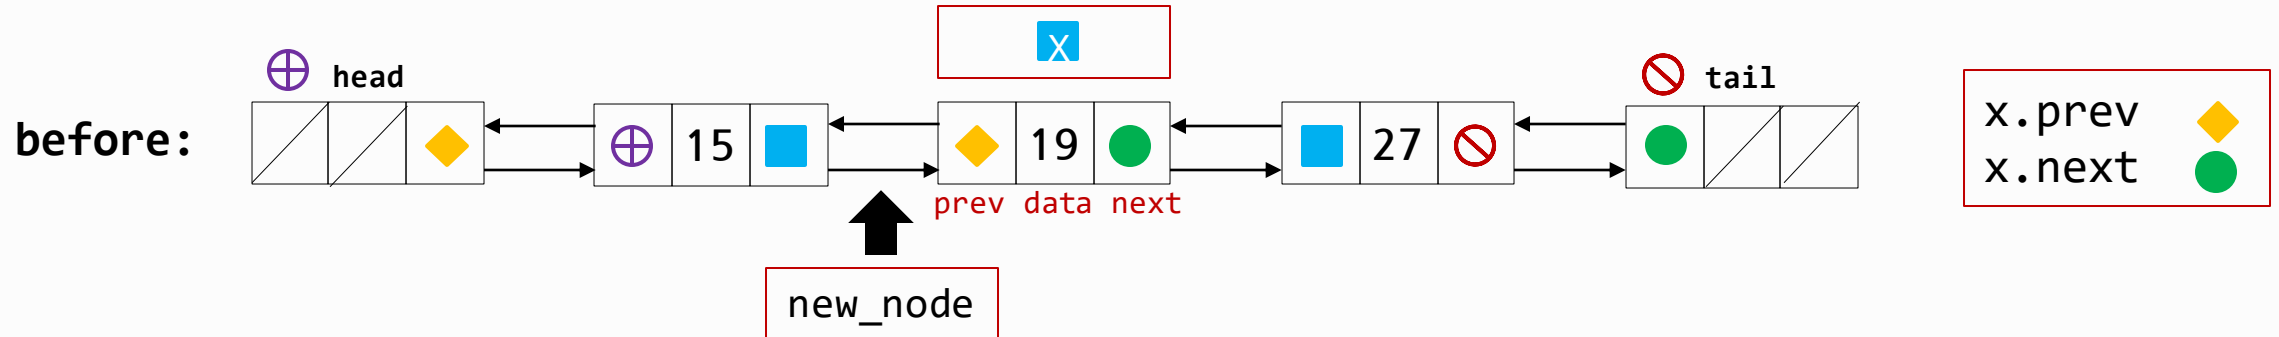 X
head
tail
before:
15
19
27
x.prev
x.next
prev data next
new_node